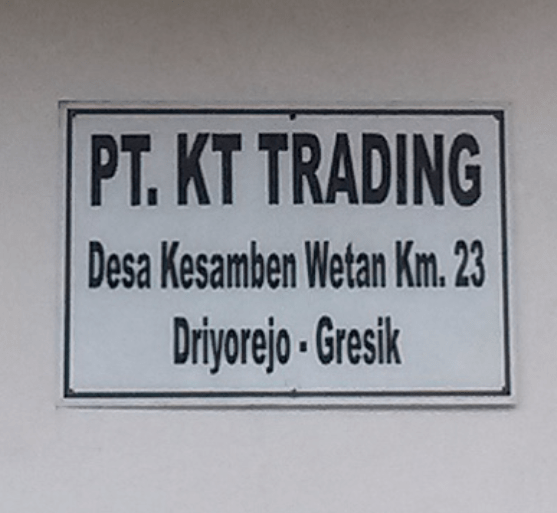 PT. KT TRADING
Desa Kesamben Wetan Km. 23
Driyorejo - Gresik